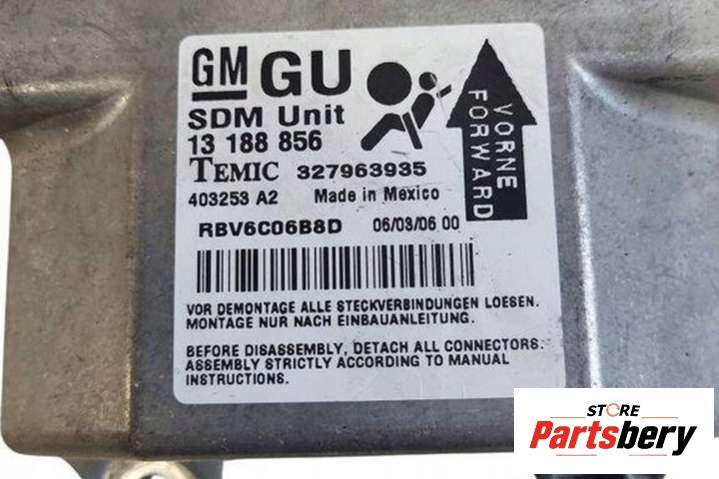 GM GU
SDM Unit
13 188 856
TEMIC 327963935
403253 A2 Made in Mexico
RBV6C06B8D 06/03/06 00
VORNE
FORWARD
VOR DEMONTAGE ALLE STECKVERBINDUNGEN LOESEN.
MONTAGE NUR NACH EINBAUANLEITUNG.
BEFORE DISASSEMBLY, DETACH ALL CONNECTORS.
ASSEMBLY STRICTLY ACCORDING TO MANUAL
INSTRUCTIONS.
STORE
Partsbery